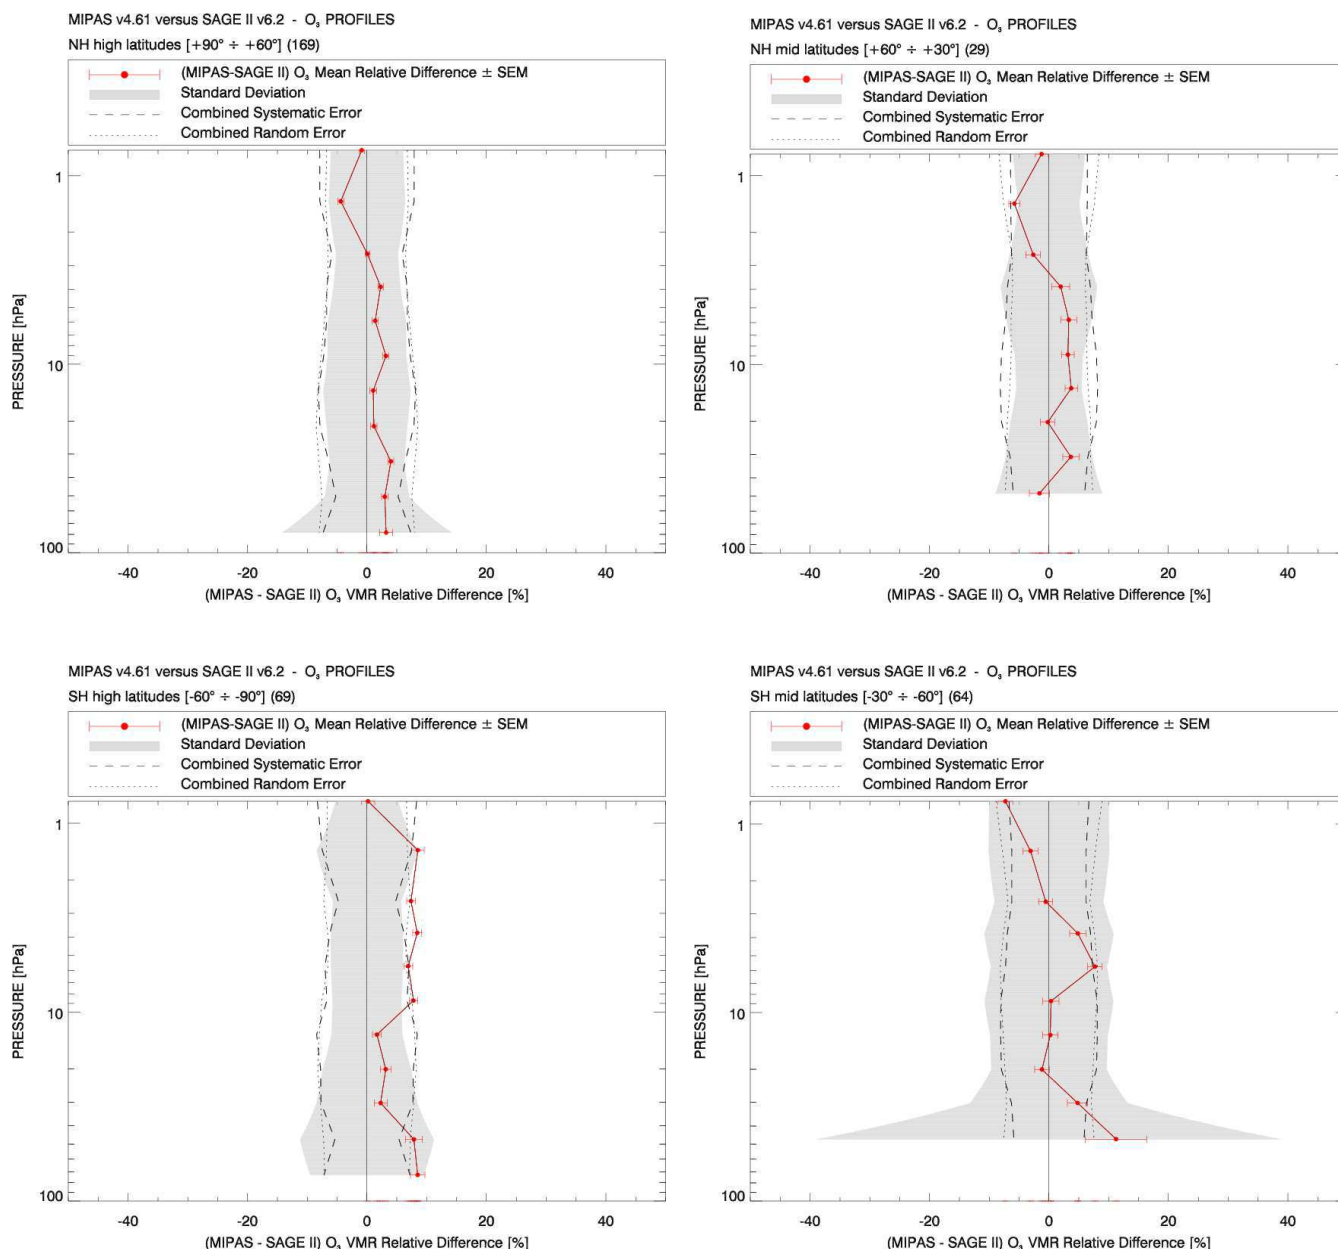 MIPAS v4.61 versus SAGE II v6.2 - O₃ PROFILES
NH high latitudes [+90° ÷ +60°] (169)
(MIPAS-SAGE II) O₃ Mean Relative Difference ± SEM
Standard Deviation
Combined Systematic Error
Combined Random Error
1
10
100
PRESSURE [hPa]
-40 -20 0 20 40
(MIPAS - SAGE II) O₃ VMR Relative Difference [%]
MIPAS v4.61 versus SAGE II v6.2 - O₃ PROFILES
NH mid latitudes [+60° ÷ +30°] (29)
(MIPAS-SAGE II) O₃ Mean Relative Difference ± SEM
Standard Deviation
Combined Systematic Error
Combined Random Error
1
10
100
PRESSURE [hPa]
-40 -20 0 20 40
(MIPAS - SAGE II) O₃ VMR Relative Difference [%]
MIPAS v4.61 versus SAGE II v6.2 - O₃ PROFILES
SH high latitudes [-60° ÷ -90°] (69)
(MIPAS-SAGE II) O₃ Mean Relative Difference ± SEM
Standard Deviation
Combined Systematic Error
Combined Random Error
1
10
100
PRESSURE [hPa]
-40 -20 0 20 40
(MIPAS - SAGE II) O₃ VMR Relative Difference [%]
MIPAS v4.61 versus SAGE II v6.2 - O₃ PROFILES
SH mid latitudes [-30° ÷ -60°] (64)
(MIPAS-SAGE II) O₃ Mean Relative Difference ± SEM
Standard Deviation
Combined Systematic Error
Combined Random Error
1
10
100
PRESSURE [hPa]
-40 -20 0 20 40
(MIPAS - SAGE II) O₃ VMR Relative Difference [%]